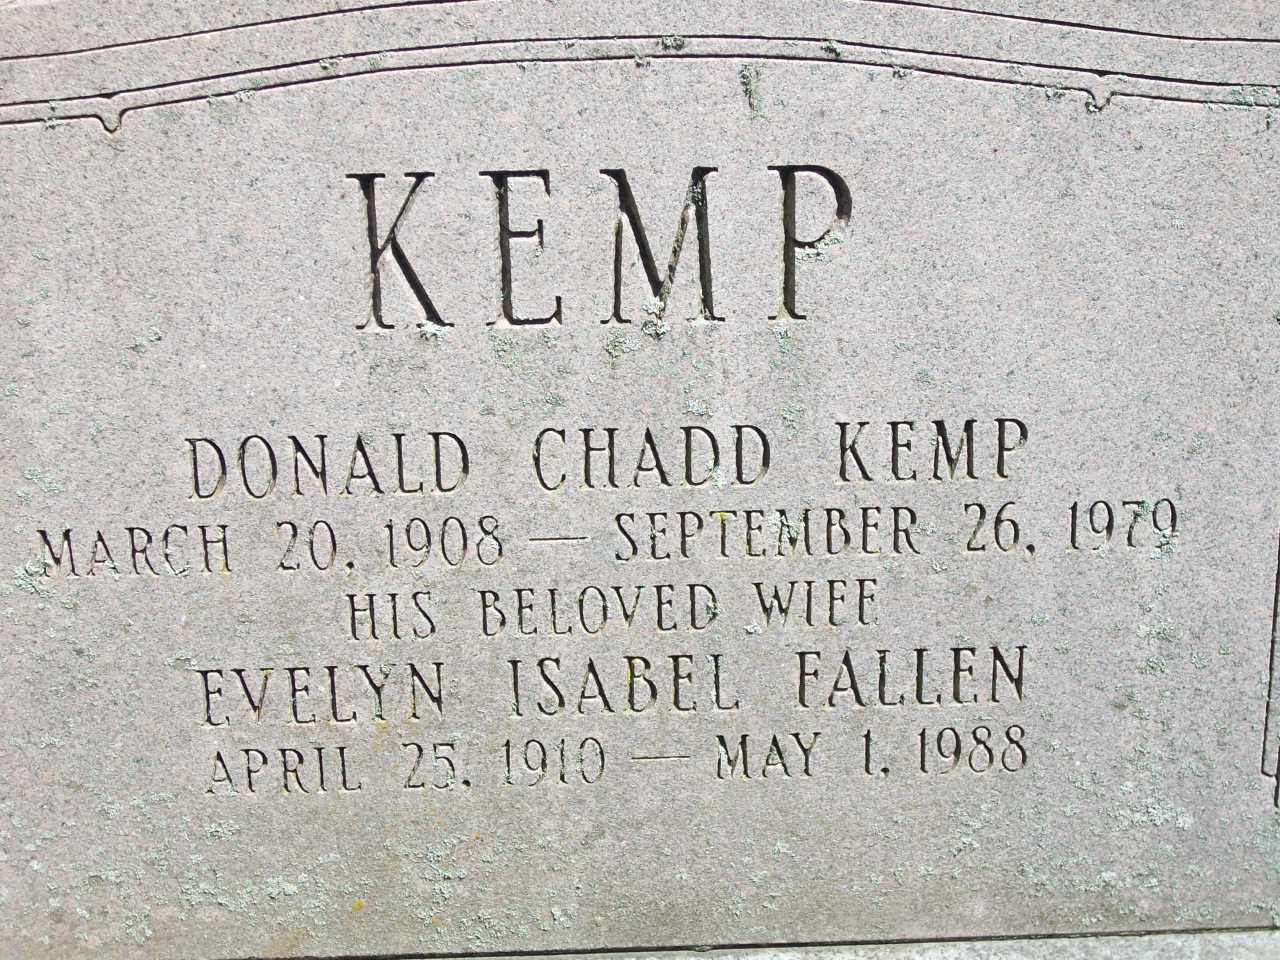 KEMP
DONALD CHADD KEMP
MARCH 20, 1908 — SEPTEMBER 26, 1979
HIS BELOVED WIFE
EVELYN ISABEL FALLEN
APRIL 25, 1910 — MAY 1, 1988